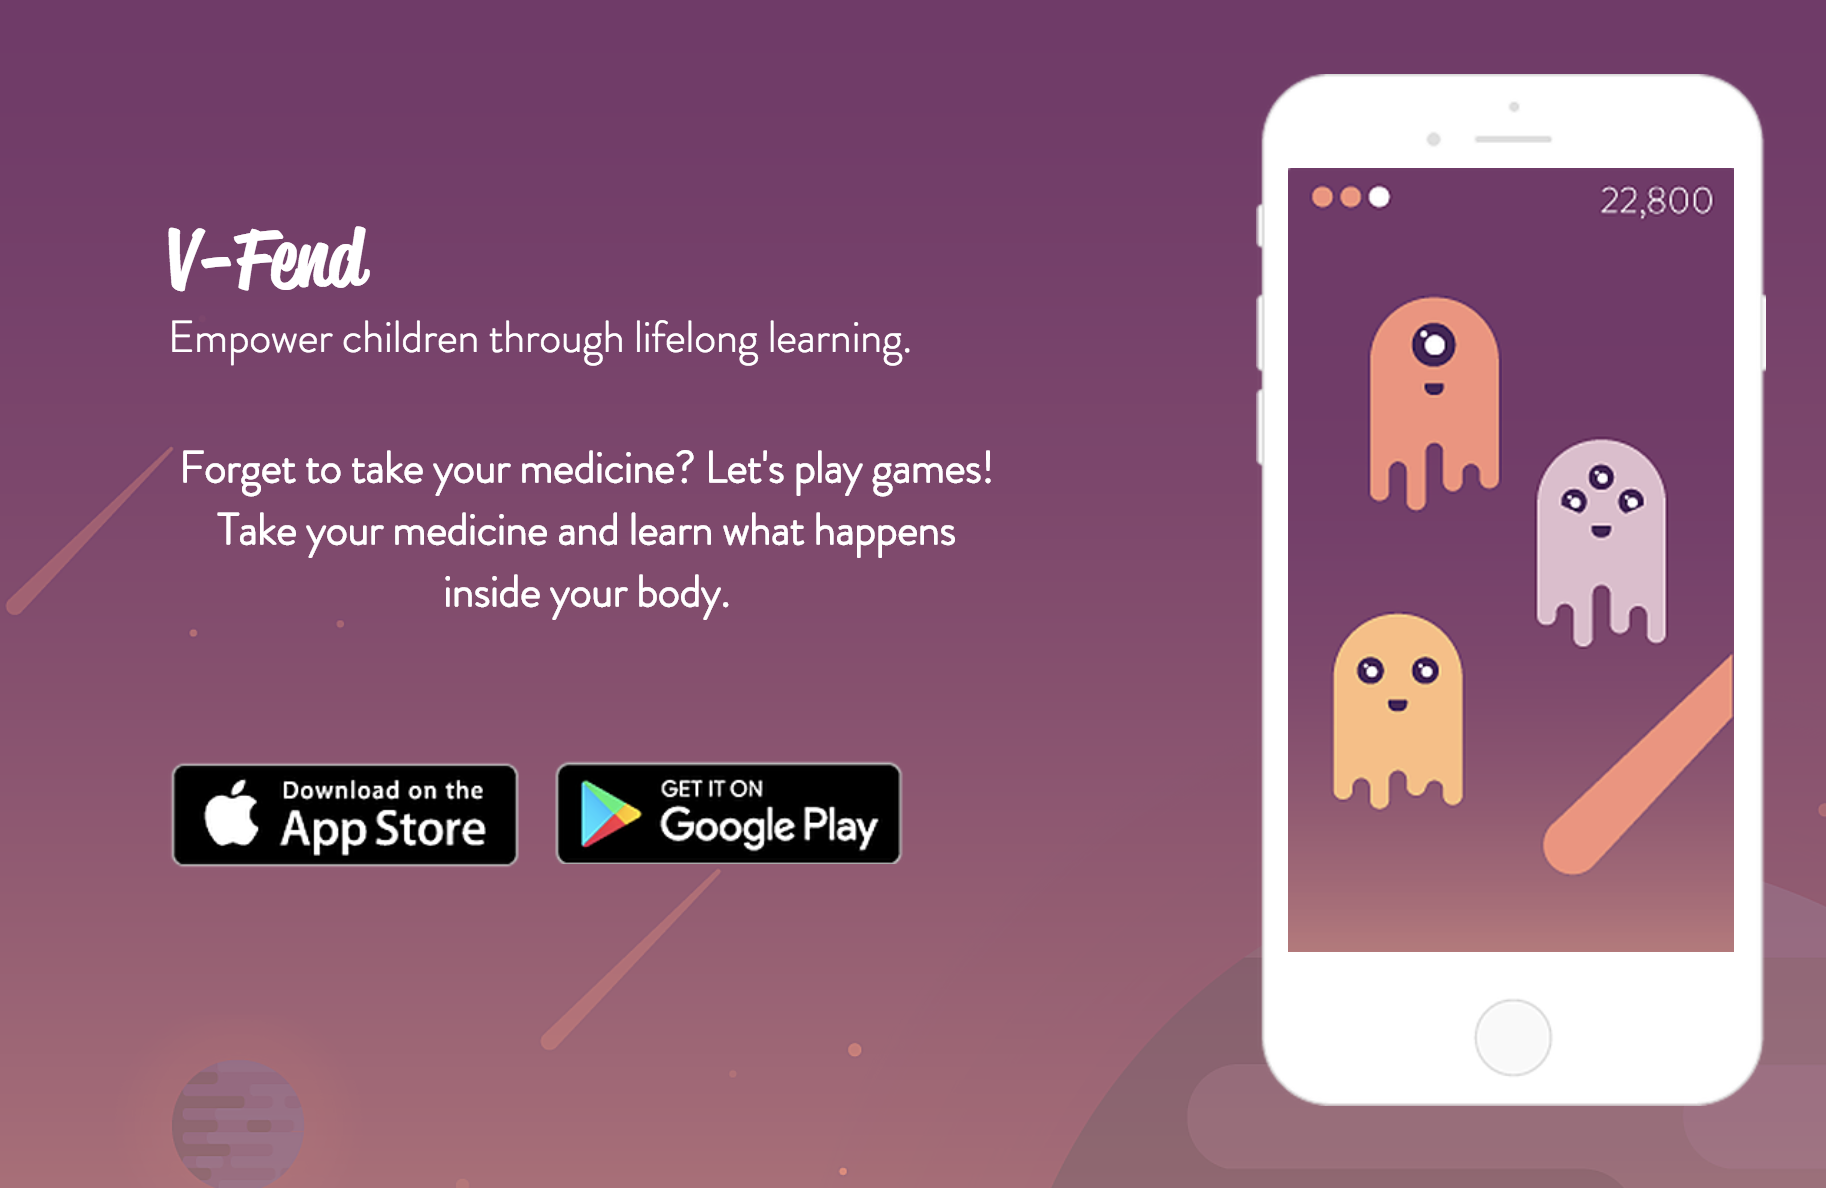 V-Fend
Empower children through lifelong learning.
Forget to take your medicine? Let's play games!
Take your medicine and learn what happens
inside your body.
Download on the
App Store
GET IT ON
Google Play
22,800